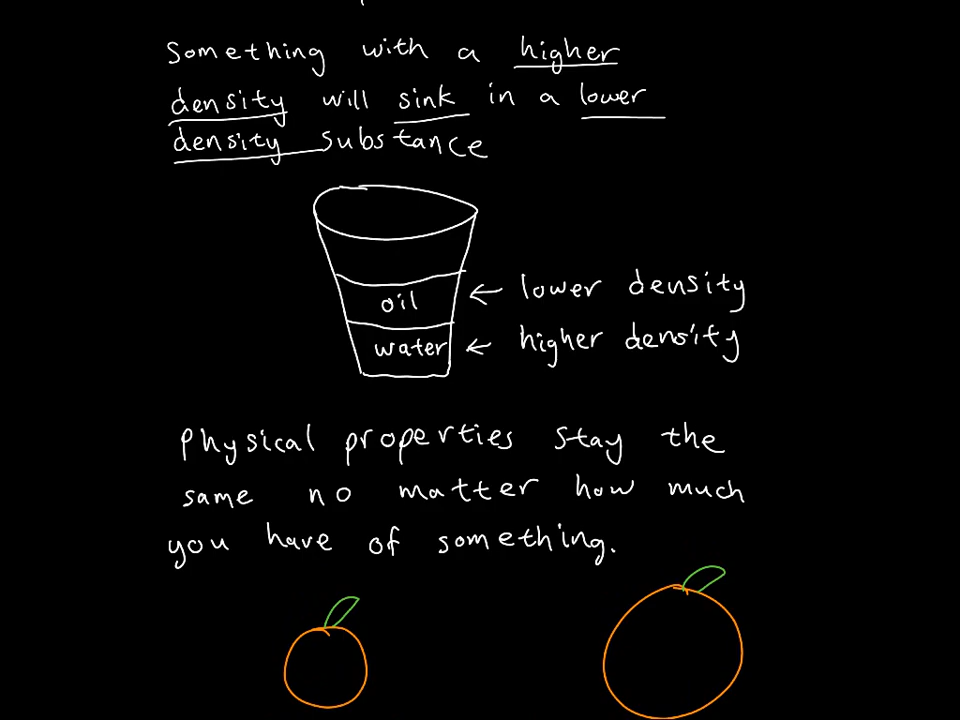 Something with a higher
density will sink in a lower
density substance
oil ← lower density
water ← higher density
Physical properties stay the
same no matter how much
you have of something.